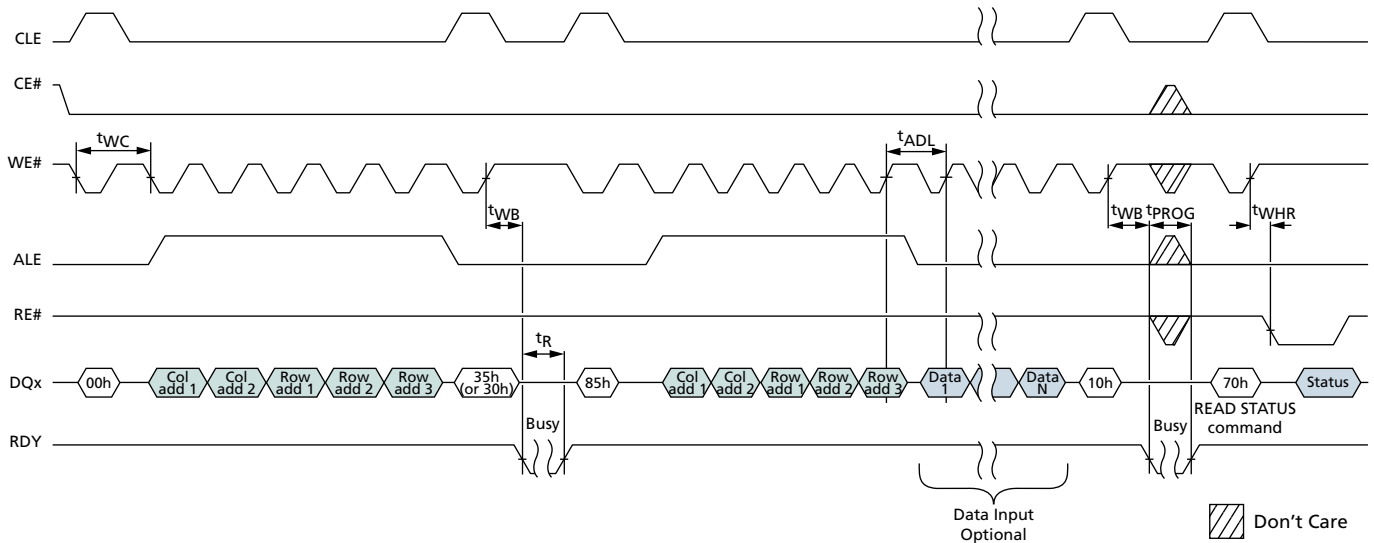 CLE
CE#
WE#
tWC
tADL
tWB
tWB
tPROG
tWHR
ALE
RE#
tR
DQx
00h
Col add 1
Col add 2
Row add 1
Row add 2
Row add 3
35h (or 30h)
85h
Col add 1
Col add 2
Row add 1
Row add 2
Row add 3
Data 1
Data N
10h
70h
Status
READ STATUS
command
RDY
Busy
Busy
Data Input
Optional
Don't Care